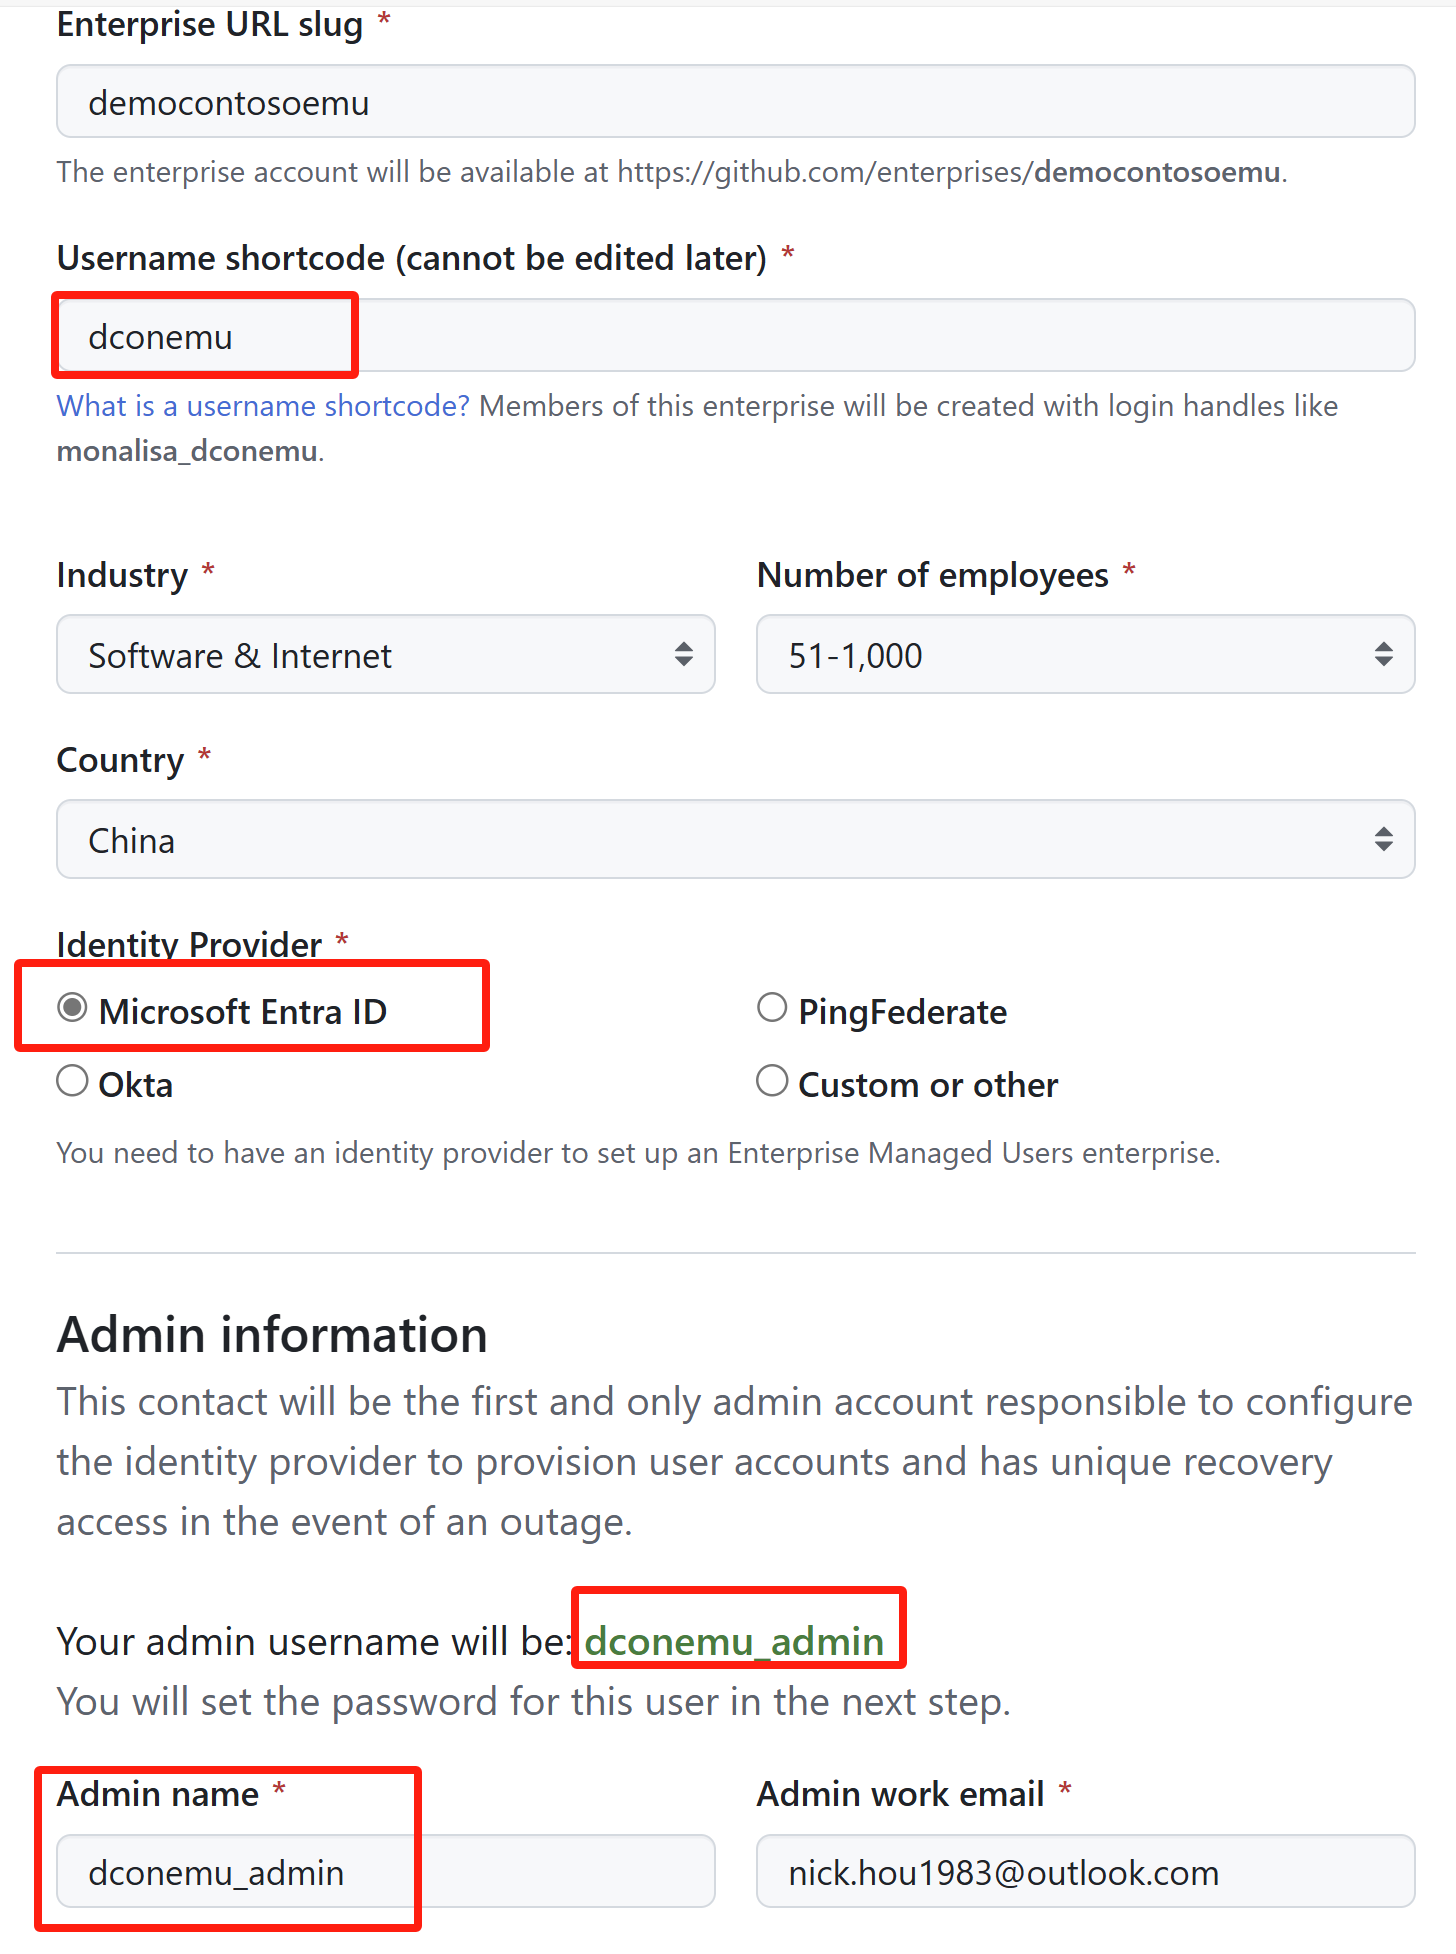 Enterprise URL slug *
democontosoemu
The enterprise account will be available at https://github.com/enterprises/democontosoemu.
Username shortcode (cannot be edited later) *
dconemu
What is a username shortcode? Members of this enterprise will be created with login handles like
monalisa_dconemu.
Industry *
Number of employees *
Software & Internet
51-1,000
Country *
China
Identity Provider *
Microsoft Entra ID
PingFederate
Okta
Custom or other
You need to have an identity provider to set up an Enterprise Managed Users enterprise.
Admin information
This contact will be the first and only admin account responsible to configure
the identity provider to provision user accounts and has unique recovery
access in the event of an outage.
Your admin username will be: dconemu_admin
You will set the password for this user in the next step.
Admin name *
Admin work email *
dconemu_admin
nick.hou1983@outlook.com